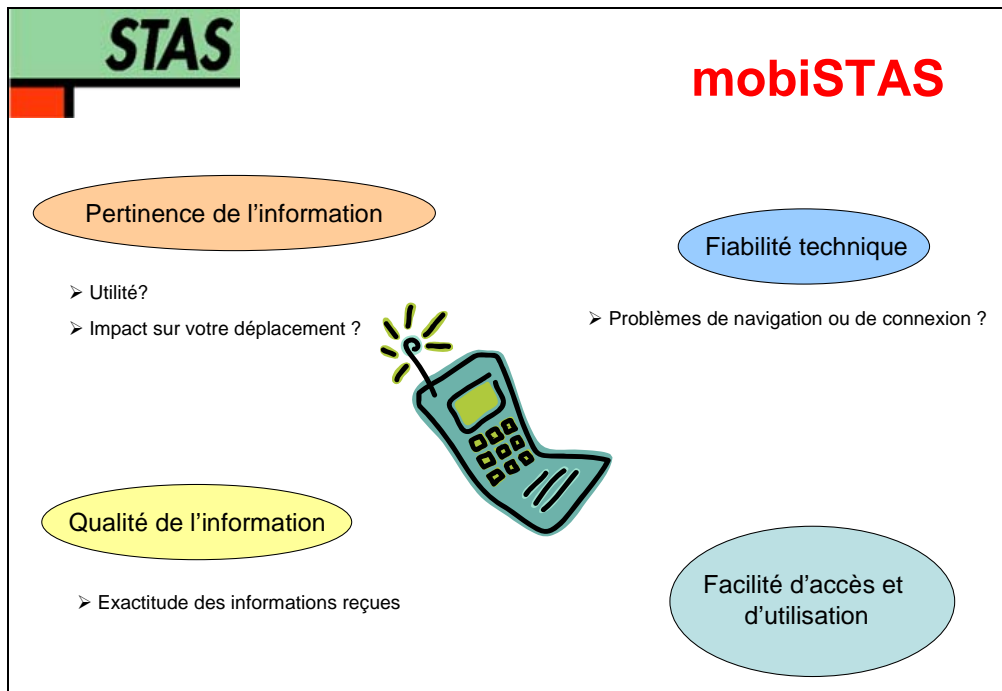 STAS
mobiSTAS
Pertinence de l’information
➢ Utilité?
➢ Impact sur votre déplacement ?
Fiabilité technique
➢ Problèmes de navigation ou de connexion ?
Qualité de l’information
➢ Exactitude des informations reçues
Facilité d’accès et
d’utilisation